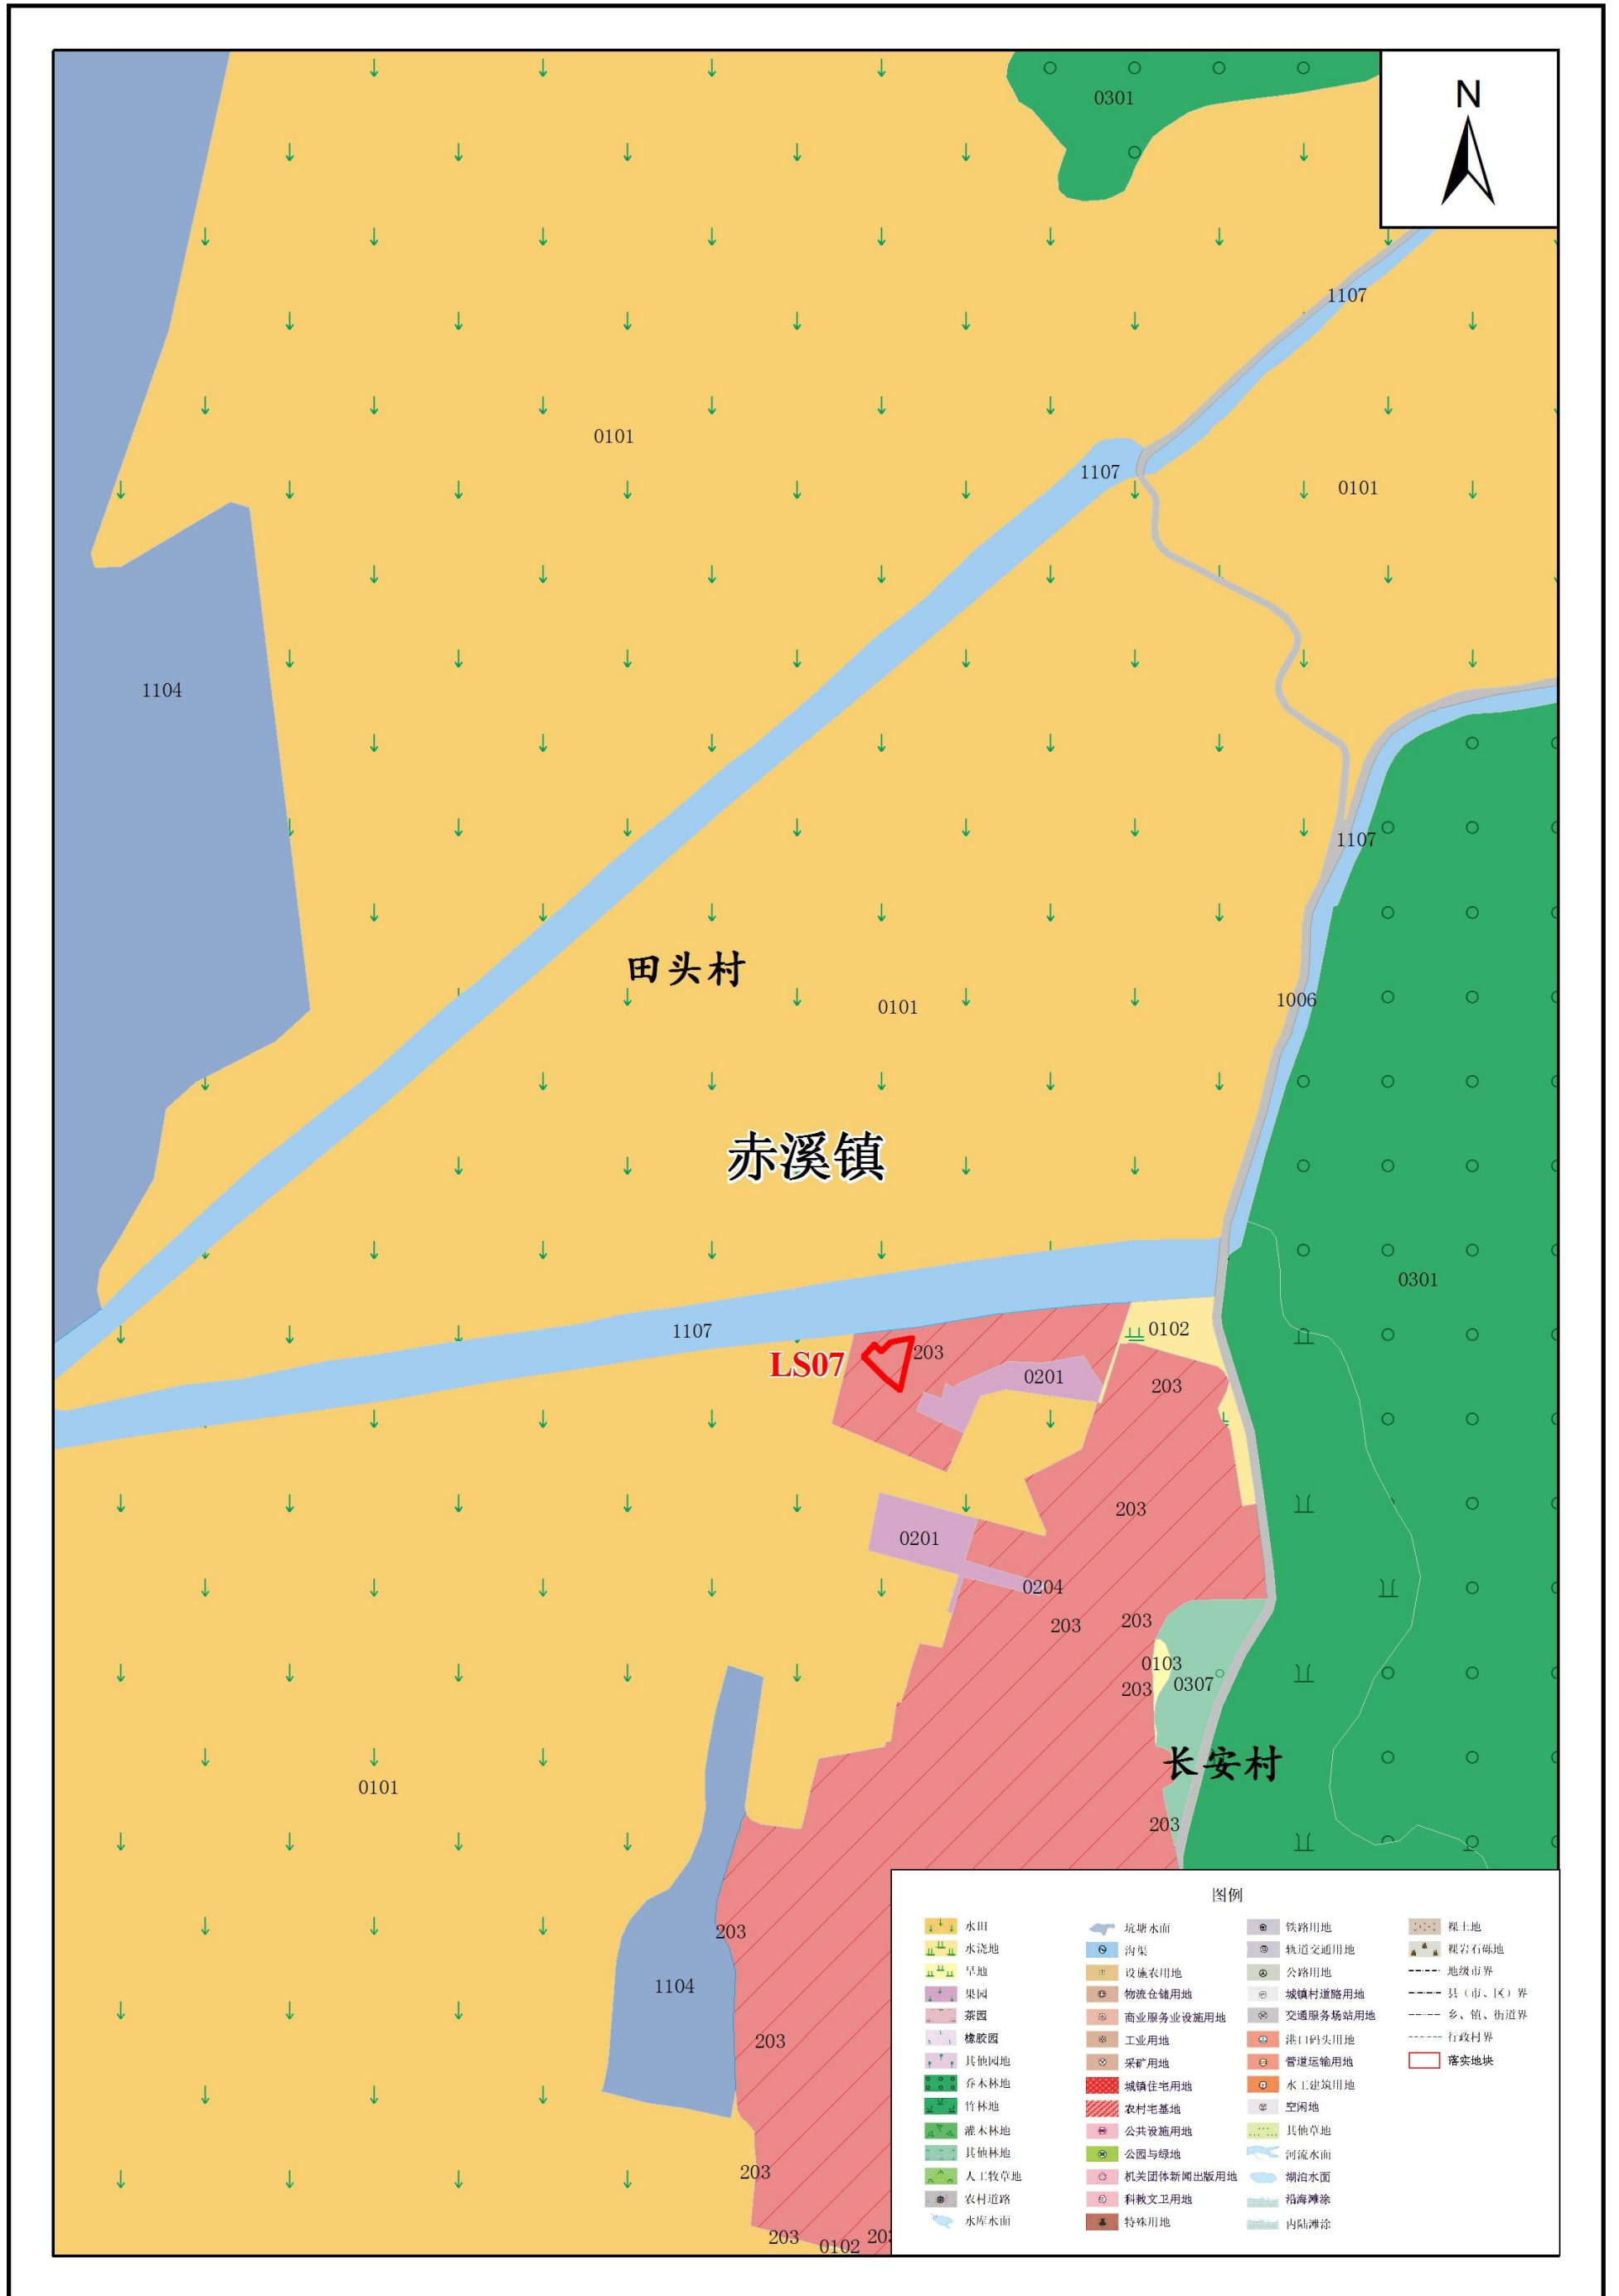 N
0301
1107
0101
1107
0101
1104
1107
田头村
1006
0101
赤溪镇
0301
1107
0102
LS07
203
0201
203
203
0201
0204
203
203
0103
0307
203
长安村
0101
203
203
1104
203
203
203
0102
图例
水田
水浇地
旱地
果园
茶园
橡胶园
其他园地
乔木林地
竹林地
灌木林地
其他林地
人工牧草地
农村道路
水库水面
坑塘水面
沟渠
设施农用地
物流仓储用地
商业服务业设施用地
工业用地
采矿用地
城镇住宅用地
农村宅基地
公共设施用地
公园与绿地
机关团体新闻出版用地
科教文卫用地
特殊用地
铁路用地
轨道交通用地
公路用地
城镇村道路用地
交通服务场站用地
港口码头用地
管道运输用地
水工建筑用地
空闲地
其他草地
河流水面
湖泊水面
沿海滩涂
内陆滩涂
裸土地
裸岩石砾地
地级市界
县（市、区）界
乡、镇、街道界
行政村界
落实地块